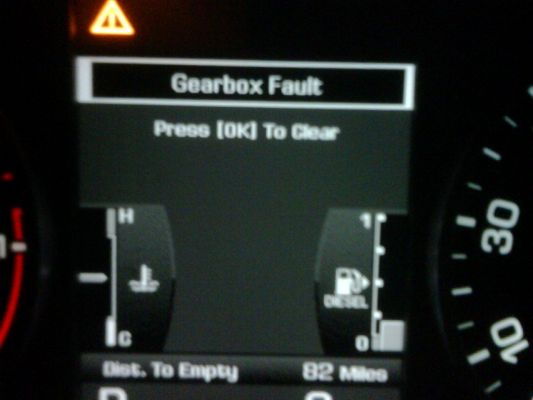 Gearbox Fault
Press [OK] To Clear
H
1
30
DIESEL
C
0
10
Dist. To Empty 82 Miles